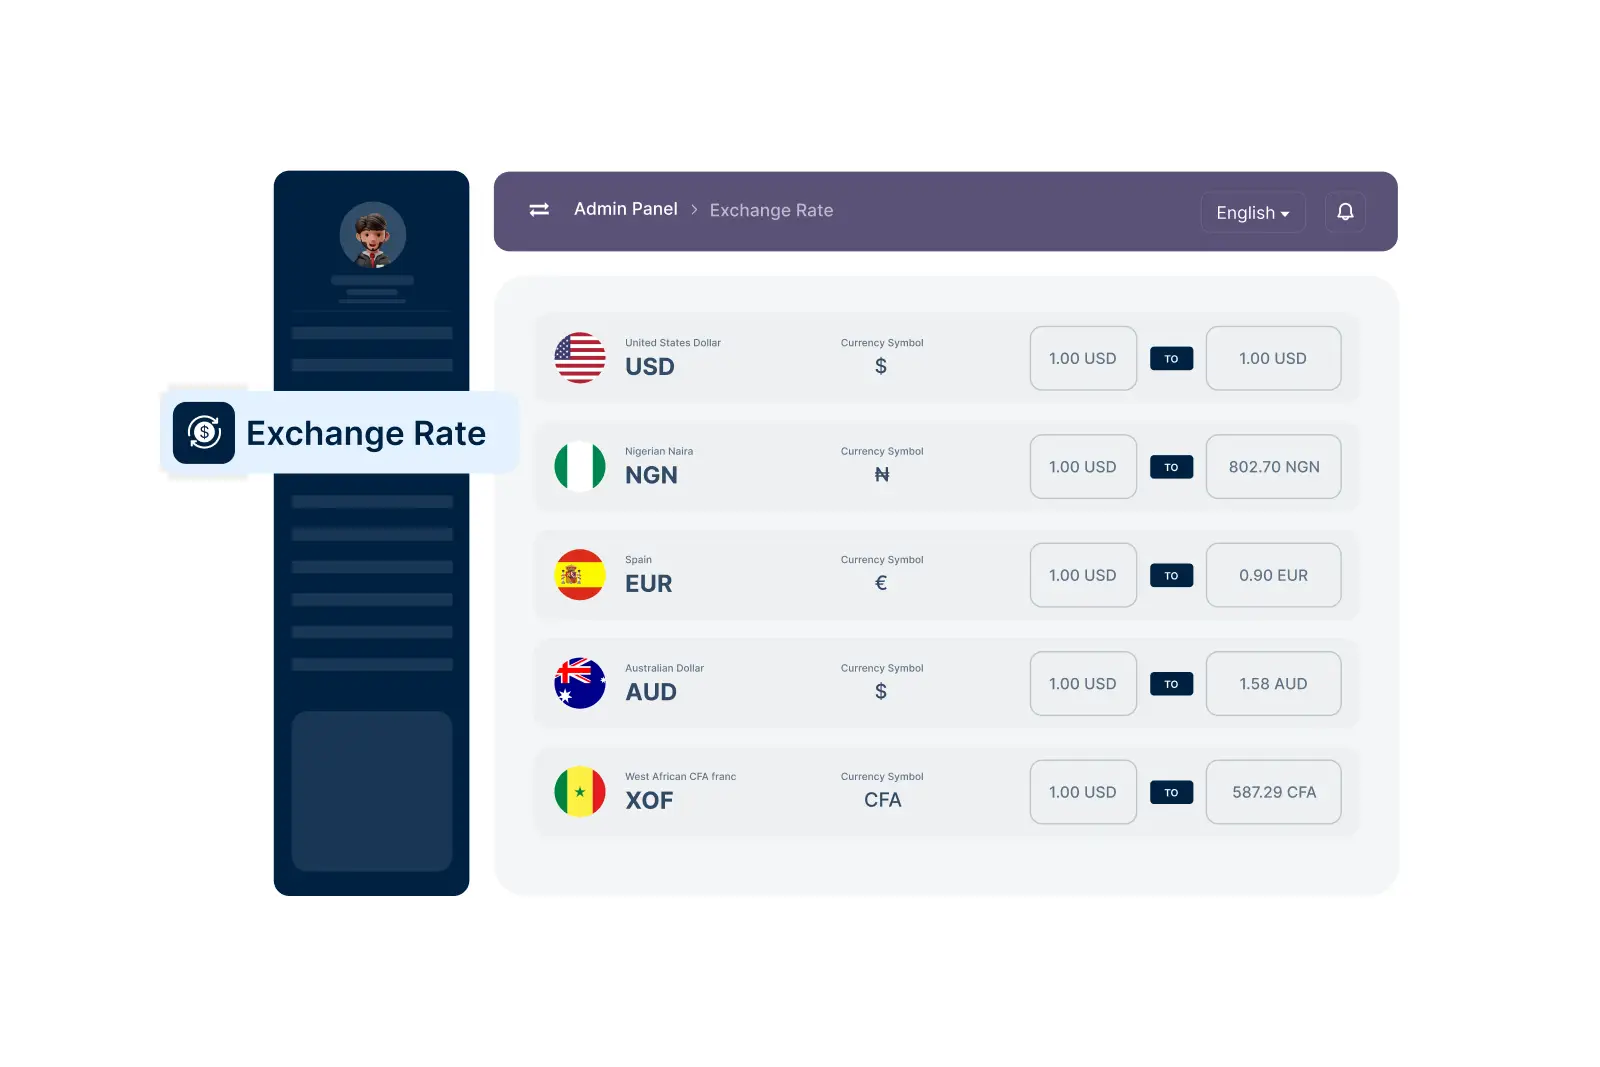 Admin Panel > Exchange Rate
English
Exchange Rate
United States Dollar
USD
Currency Symbol
$
1.00 USD TO 1.00 USD
Nigerian Naira
NGN
Currency Symbol
₦
1.00 USD TO 802.70 NGN
Spain
EUR
Currency Symbol
€
1.00 USD TO 0.90 EUR
Australian Dollar
AUD
Currency Symbol
$
1.00 USD TO 1.58 AUD
West African CFA franc
XOF
Currency Symbol
CFA
1.00 USD TO 587.29 CFA